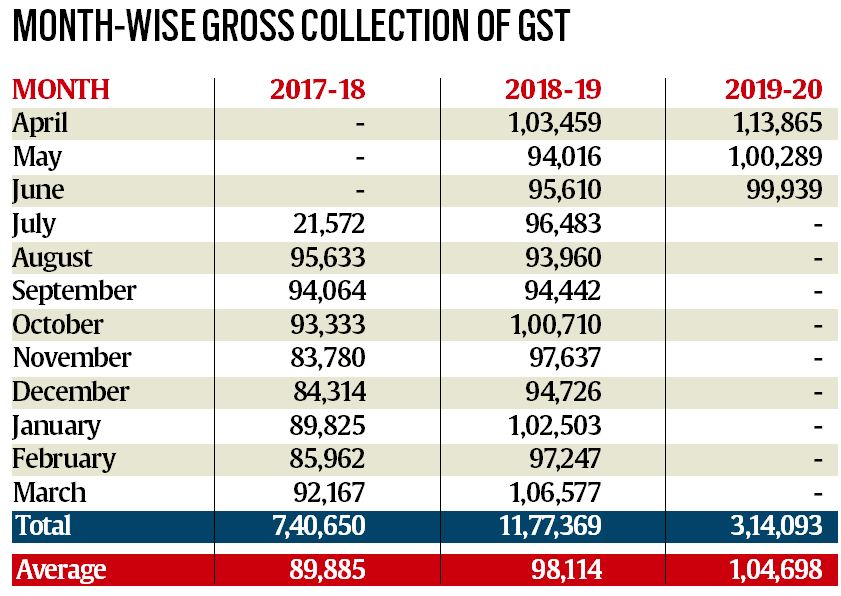 MONTH-WISE GROSS COLLECTION OF GST
MONTH 2017-18 2018-19 2019-20
April - 1,03,459 1,13,865
May - 94,016 1,00,289
June - 95,610 99,939
July 21,572 96,483 -
August 95,633 93,960 -
September 94,064 94,442 -
October 93,333 1,00,710 -
November 83,780 97,637 -
December 84,314 94,726 -
January 89,825 1,02,503 -
February 85,962 97,247 -
March 92,167 1,06,577 -
Total 7,40,650 11,77,369 3,14,093
Average 89,885 98,114 1,04,698